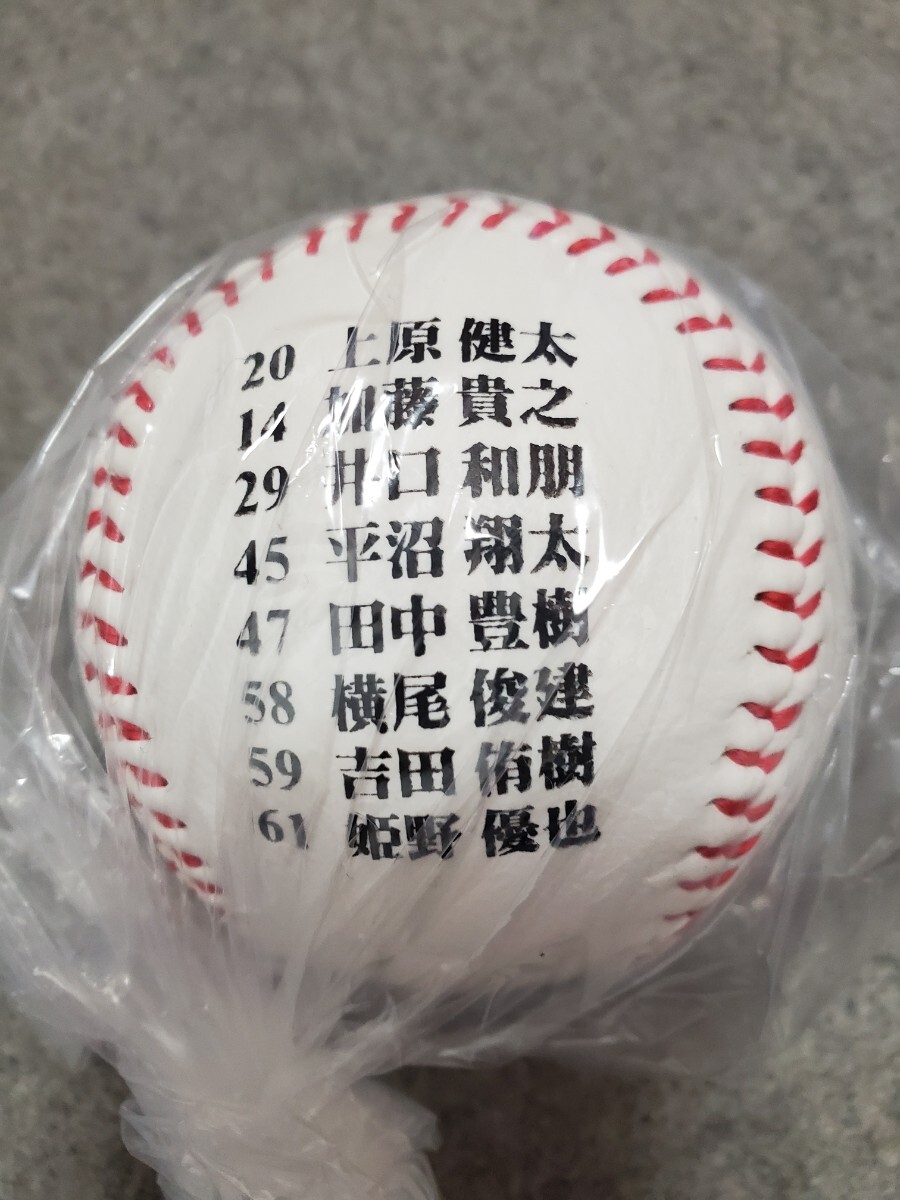 20 上原 健太
14 加藤 貴之
29 井口 和朋
45 平沼 翔太
47 田中 豊樹
58 横尾 俊建
59 吉田 侑樹
61 姫野 優也